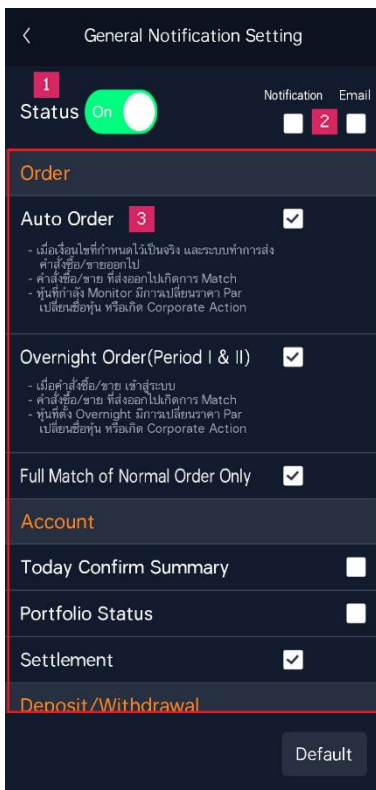 General Notification Setting
1
Notification Email
Status On
2
Order
Auto Order 3
- เมื่อเงื่อนไขที่กำหนดไว้เป็นจริง และระบบทำการส่ง
คำสั่งซื้อ/ขายออกไป
- คำสั่งซื้อ/ขาย ที่ส่งออกไปเกิดการ Match
- หุ้นที่กำลัง Monitor มีการเปลี่ยนราคา Par
เปลี่ยนชื่อหุ้น หรือเกิด Corporate Action
Overnight Order(Period I & II)
- เมื่อคำสั่งซื้อ/ขาย เข้าสู่ระบบ
- คำสั่งซื้อ/ขาย ที่ส่งออกไปเกิดการ Match
- หุ้นที่ตั้ง Overnight มีการเปลี่ยนราคา Par
เปลี่ยนชื่อหุ้น หรือเกิด Corporate Action
Full Match of Normal Order Only
Account
Today Confirm Summary
Portfolio Status
Settlement
Deposit/Withdrawal
Default